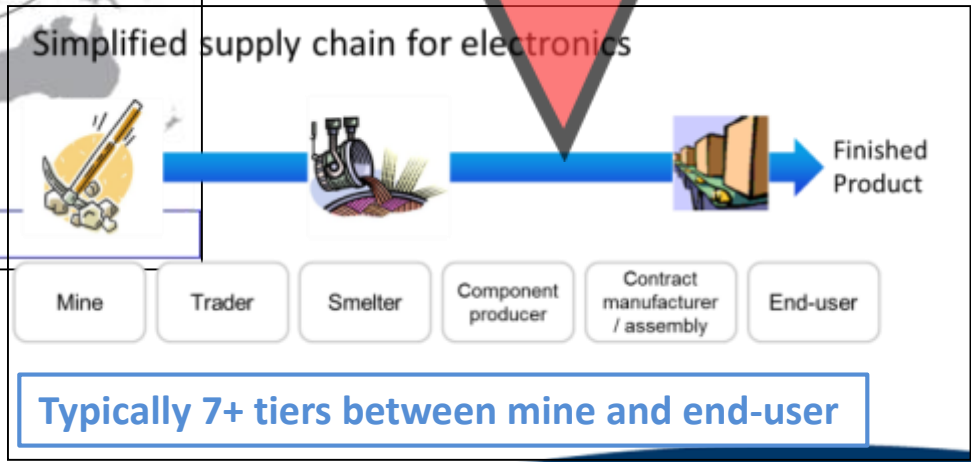 Simplified supply chain for electronics
Finished
Product
Mine
Trader
Smelter
Component
producer
Contract
manufacturer
/ assembly
End-user
Typically 7+ tiers between mine and end-user